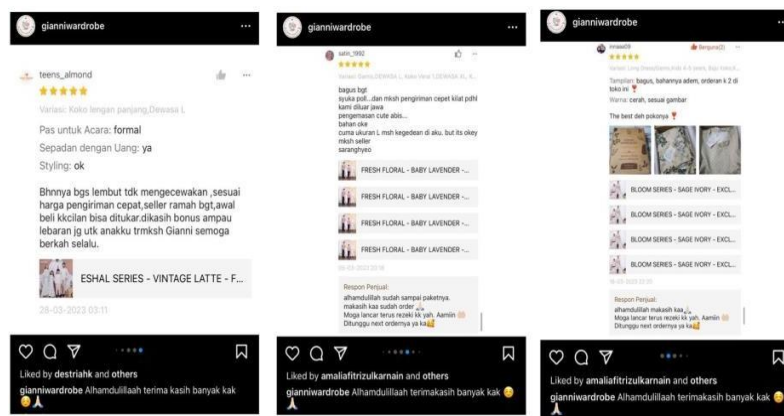 gianniwardrobe
teens_almond
Variasi: Koko lengan panjang,Dewasa L
Pas untuk Acara: formal
Sepadan dengan Uang: ya
Styling: ok
Bhnnya bgs lembut tdk mengecewakan ,sesuai
harga pengiriman cepat,seller ramah bgt,awal
beli kkcilan bisa ditukar.dikasih bonus ampau
lebaran jg utk anakku trmksh Gianni semoga
berkah selalu.
ESHAL SERIES - VINTAGE LATTE - F...
28-03-2023 03:11
Liked by destriahk and others
gianniwardrobe Alhamdulillaah terima kasih banyak kak
gianniwardrobe
salin_1992
bagus bgt
syuka poll...dan mksh pengiriman cepet kilat pdhl
kami diluar jawa
pengemasan cute abis...
bahan oke
cuma ukuran L msh kegedean di aku. but its okey
mksh seller
saranghyeo
FRESH FLORAL - BABY LAVENDER -...
FRESH FLORAL - BABY LAVENDER -...
FRESH FLORAL - BABY LAVENDER -...
FRESH FLORAL - BABY LAVENDER -...
Respon Penjual:
alhamdulillah sudah sampai paketnya.
makasih kaa sudah order
Moga lancar terus rezeki kk yah. Aamiin
Ditunggu next ordernya ya ka
Liked by amaliafitrizulkarnain and others
gianniwardrobe Alhamdulillaah terimakasih banyak kak
gianniwardrobe
Berguna(2)
Tampilan: bagus, bahannya adem, orderan k 2 di
toko ini
Warna: cerah, sesuai gambar
The best deh pokonya
BLOOM SERIES - SAGE IVORY - EXCL...
BLOOM SERIES - SAGE IVORY - EXCL...
BLOOM SERIES - SAGE IVORY - EXCL...
BLOOM SERIES - SAGE IVORY - EXCL...
Respon Penjual:
alhamdulillah makasih kaa
Moga lancar terus rezeki kk yah. Aamiin
Ditunggu next ordernya ya ka
Liked by amaliafitrizulkarnain and others
gianniwardrobe Alhamdulillaah terimakasih banyak kak